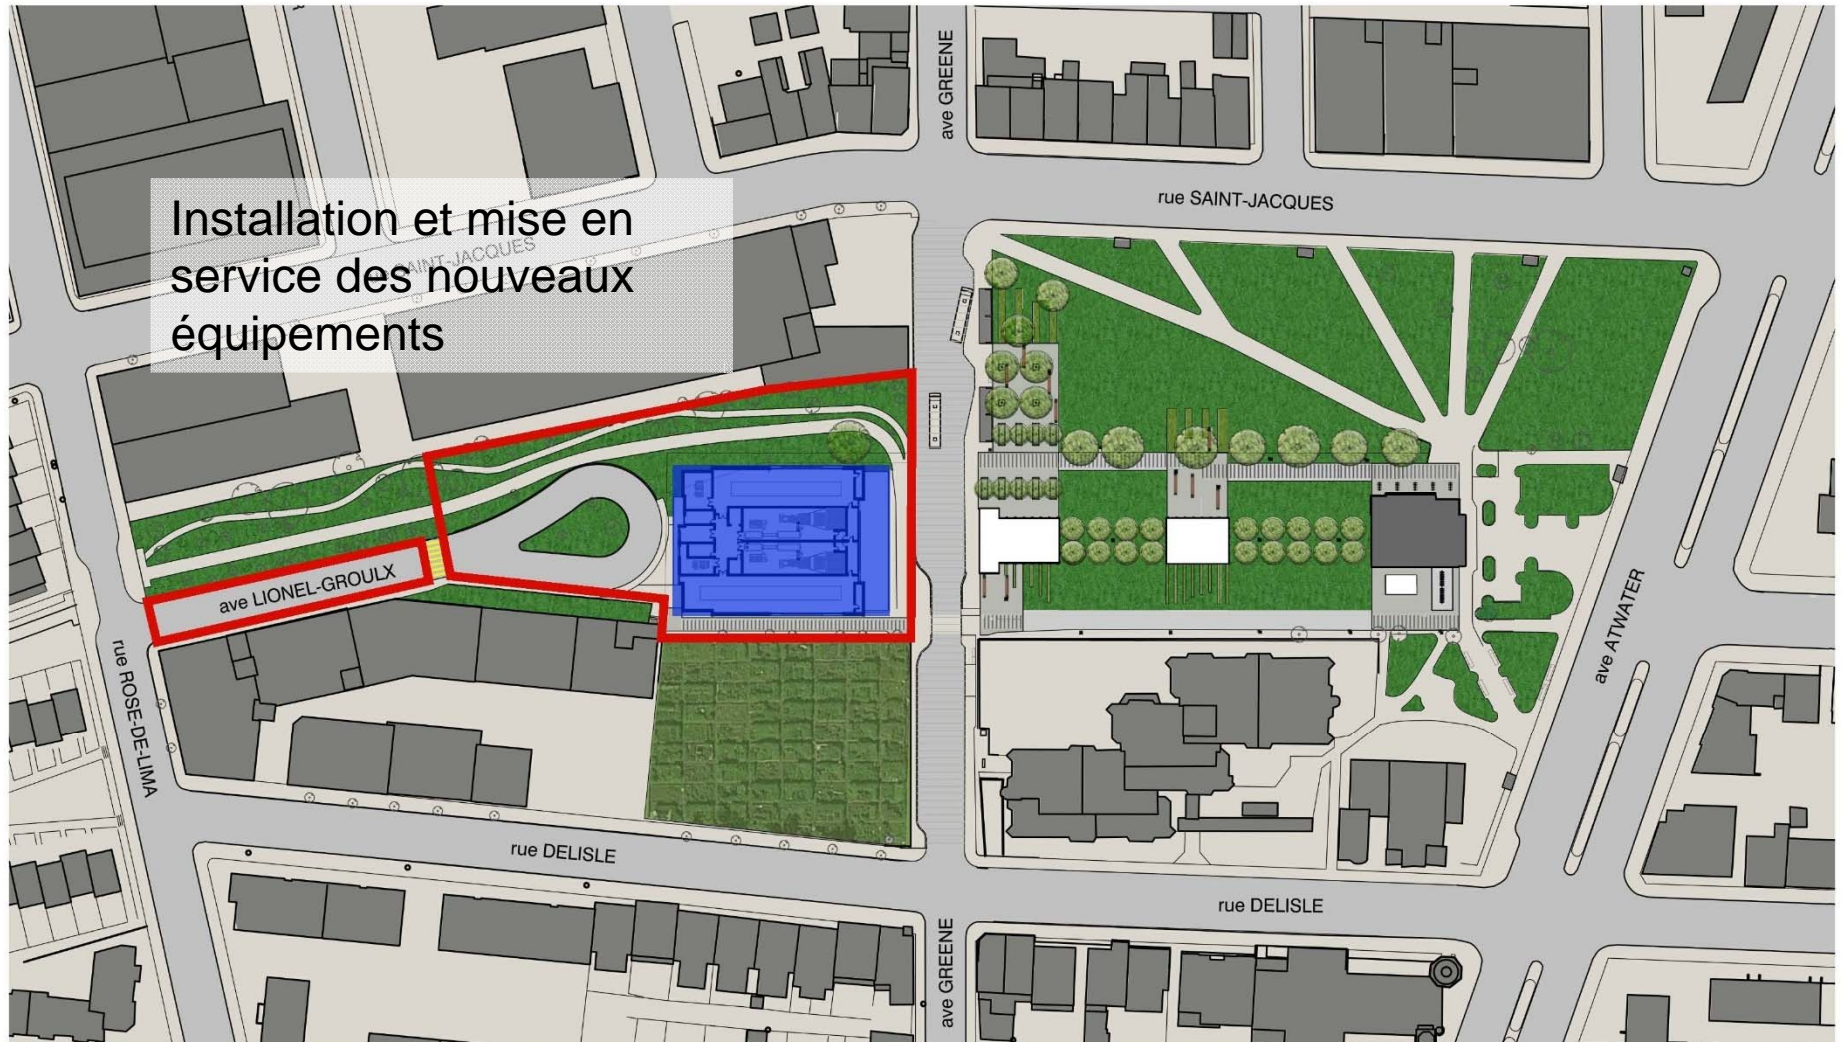 ave GREENE
rue SAINT-JACQUES
Installation et mise en
service des nouveaux
équipements
SAINT-JACQUES
ave LIONEL-GROULX
rue ROSE-DE-LIMA
ave ATWATER
rue DELISLE
rue DELISLE
ave GREENE